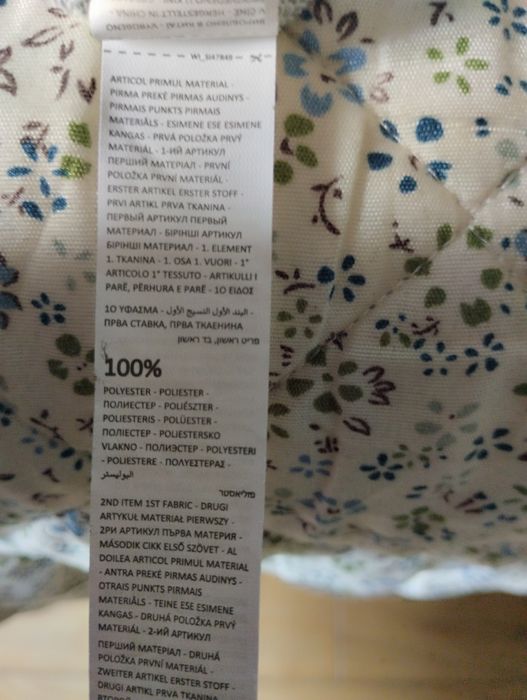 WI_SI47849
ARTICOL PRIMUL MATERIAL -
PIRMA PREKĖ PIRMAS AUDINYS -
PIRMAIS PUNKTS PIRMAIS
MATERIĀLS - ESIMENE ESE ESIMENE
KANGAS - PRVÁ POLOŽKA PRVÝ
MATERIÁL - 1-ИЙ АРТИКУЛ
ПЕРШИЙ МАТЕРІАЛ - PRVNÍ
POLOŽKA PRVNÍ MATERIÁL -
ERSTER ARTIKEL ERSTER STOFF -
PRVI ARTIKL PRVA TKANINA -
ПЕРВЫЙ АРТИКУЛ ПЕРВЫЙ
МАТЕРИАЛ - БІРІНШІ АРТИКУЛ
БІРІНШІ МАТЕРИАЛ - 1. ELEMENT
1. TKANINA - 1. OSA 1. VUORI - 1°
ARTICOLO 1° TESSUTO - ARTIKULLI I
PARË, PËRHURA E PARË - 1Ο ΕΙΔΟΣ
1Ο ΥΦΑΣΜΑ - البند الأول النسيج الأول -
ПРВА СТАВКА, ПРВА ТКАЕНИНА
פריט ראשון, בד ראשון
100%
POLYESTER - POLIESTER -
ПОЛИЕСТЕР - POLIÉSZTER -
POLIESTERIS - POLÜESTER -
ПОЛІЕСТЕР - POLIESTERSKO
VLAKNO - ПОЛИЭСТЕР - POLYESTERI
- POLIESTERE - ΠΟΛΥΕΣΤΕΡΑΣ -
البوليستر
פוליאסטר
2ND ITEM 1ST FABRIC - DRUGI
ARTYKUŁ MATERIAŁ PIERWSZY -
2РИ АРТИКУЛ ПЪРВА МАТЕРИЯ -
MÁSODIK CIKK ELSŐ SZÖVET - AL
DOILEA ARTICOL PRIMUL MATERIAL
- ANTRA PREKĖ PIRMAS AUDINYS -
OTRAIS PUNKTS PIRMAIS
MATERIĀLS - TEINE ESE ESIMENE
KANGAS - DRUHÁ POLOŽKA PRVÝ
MATERIÁL - 2-ИЙ АРТИКУЛ
ПЕРШИЙ МАТЕРІАЛ - DRUHÁ
POLOŽKA PRVNÍ MATERIÁL -
ZWEITER ARTIKEL ERSTER STOFF -
DRUGI ARTIKL PRVA TKANINA